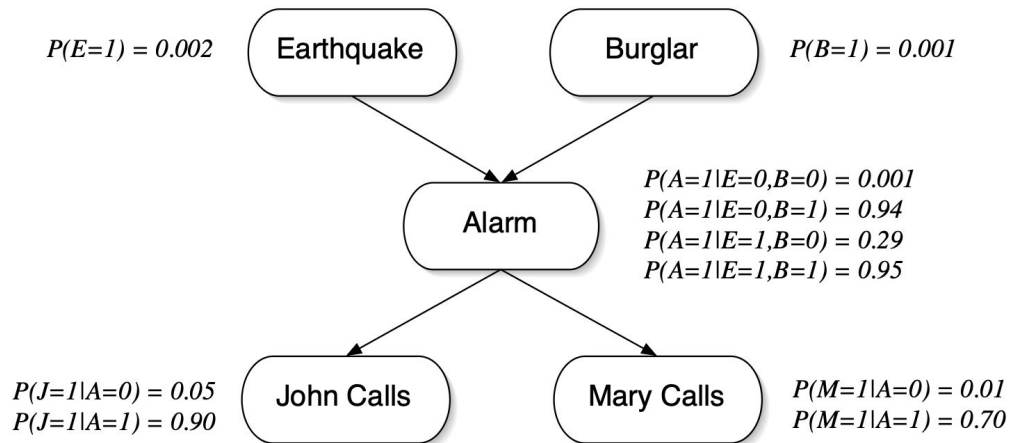 P(E=1) = 0.002
Earthquake
Burglar
P(B=1) = 0.001
Alarm
P(A=1|E=0,B=0) = 0.001
P(A=1|E=0,B=1) = 0.94
P(A=1|E=1,B=0) = 0.29
P(A=1|E=1,B=1) = 0.95
P(J=1|A=0) = 0.05
P(J=1|A=1) = 0.90
John Calls
Mary Calls
P(M=1|A=0) = 0.01
P(M=1|A=1) = 0.70